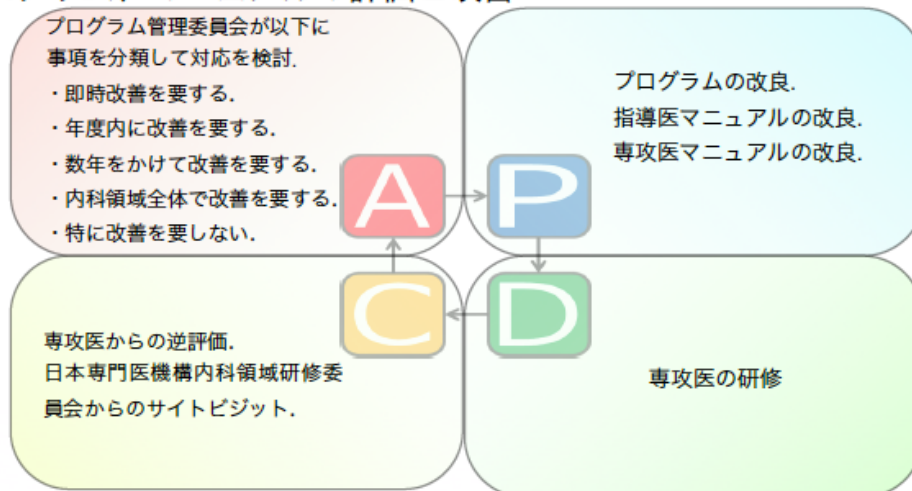 プログラム管理委員会が以下に
事項を分類して対応を検討.
・即時改善を要する.
・年度内に改善を要する.
・数年をかけて改善を要する.
・内科領域全体で改善を要する.
・特に改善を要しない.
A
プログラムの改良.
指導医マニュアルの改良.
専攻医マニュアルの改良.
P
専攻医からの逆評価.
日本専門医機構内科領域研修委
員会からのサイトビジット.
C
D
専攻医の研修